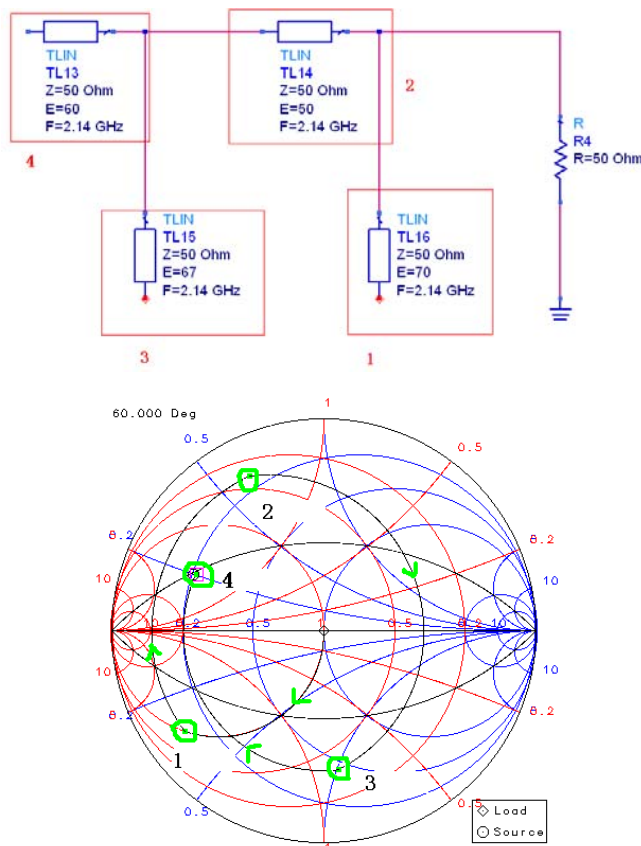 TLIN
TL13
Z=50 Ohm
E=60
F=2.14 GHz
4
TLIN
TL14
Z=50 Ohm
E=50
F=2.14 GHz
2
R
R4
R=50 Ohm
TLIN
TL15
Z=50 Ohm
E=67
F=2.14 GHz
3
TLIN
TL16
Z=50 Ohm
E=70
F=2.14 GHz
1
60.000 Deg
1
0.5
0.5
2
0.2
10
4
10
0.2
0.5
1
0.5
0.2
10
10
10
0.2
0.2
1
3
0.5
0.5
1
Load
Source